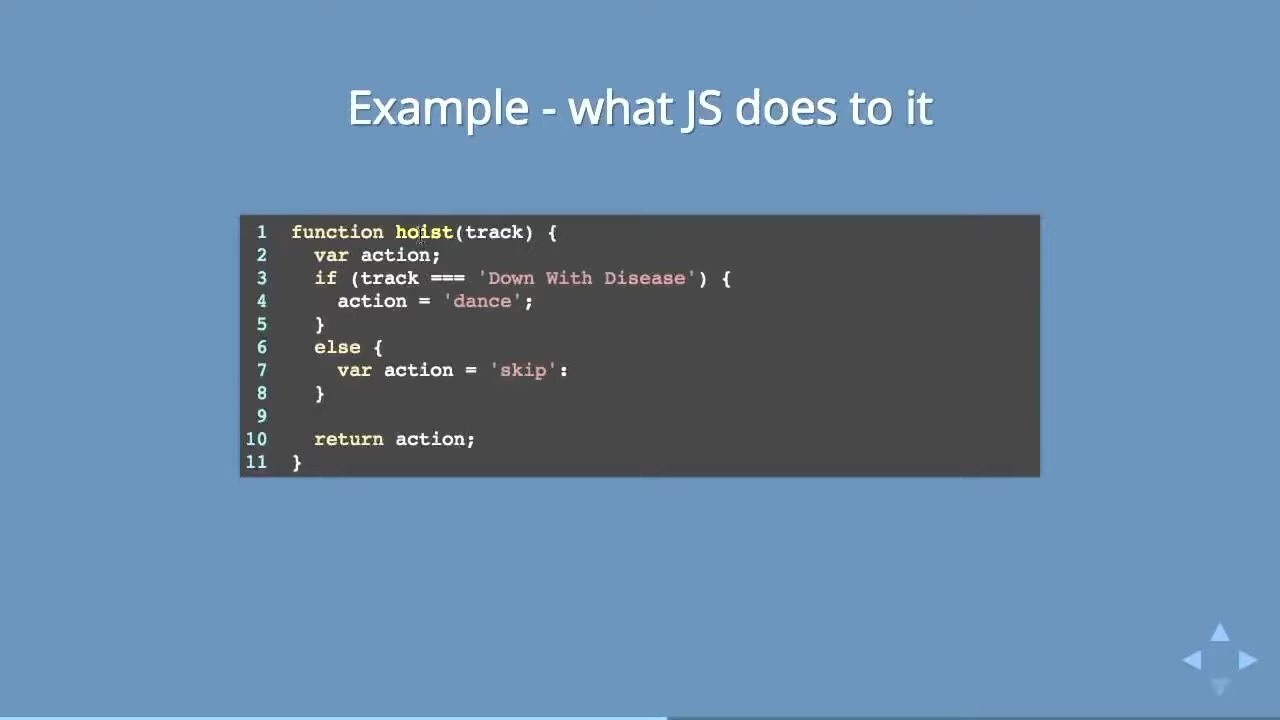 Example - what JS does to it
1 function hoist(track) {
2 var action;
3 if (track === 'Down With Disease') {
4 action = 'dance';
5 }
6 else {
7 var action = 'skip':
8 }
9
10 return action;
11 }